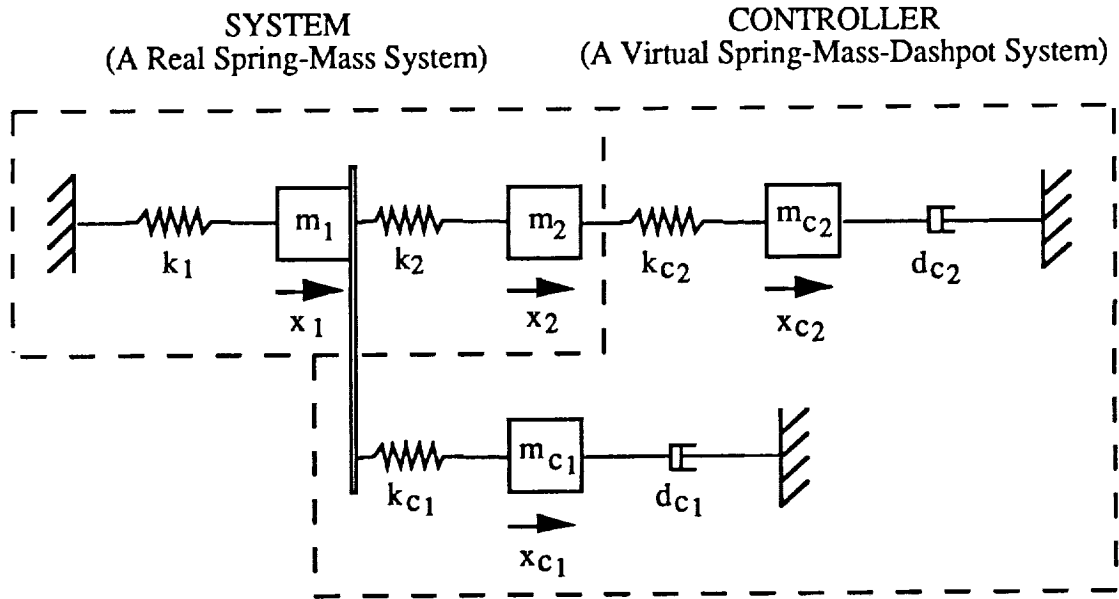 SYSTEM
(A Real Spring-Mass System)
CONTROLLER
(A Virtual Spring-Mass-Dashpot System)
m1
m2
mc2
k1
k2
kc2
dc2
x1
x2
xc2
mc1
kc1
dc1
xc1